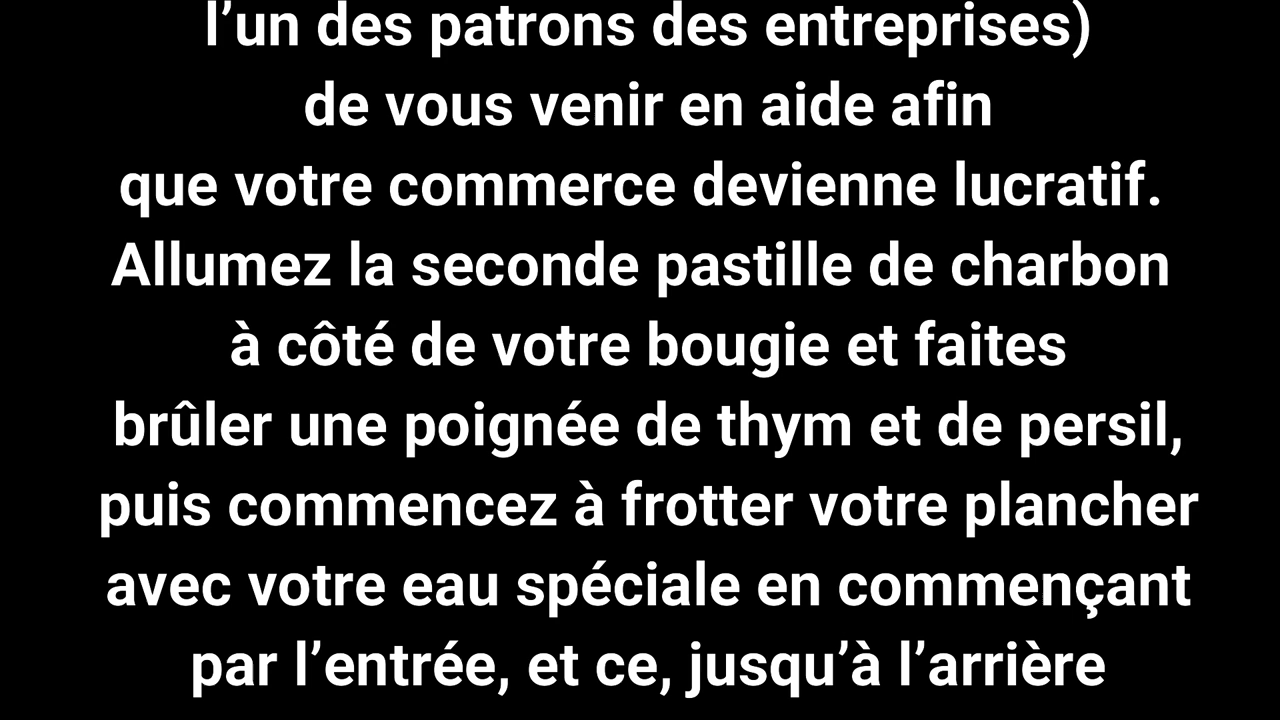 l’un des patrons des entreprises)
de vous venir en aide afin
que votre commerce devienne lucratif.
Allumez la seconde pastille de charbon
à côté de votre bougie et faites
brûler une poignée de thym et de persil,
puis commencez à frotter votre plancher
avec votre eau spéciale en commençant
par l’entrée, et ce, jusqu’à l’arrière